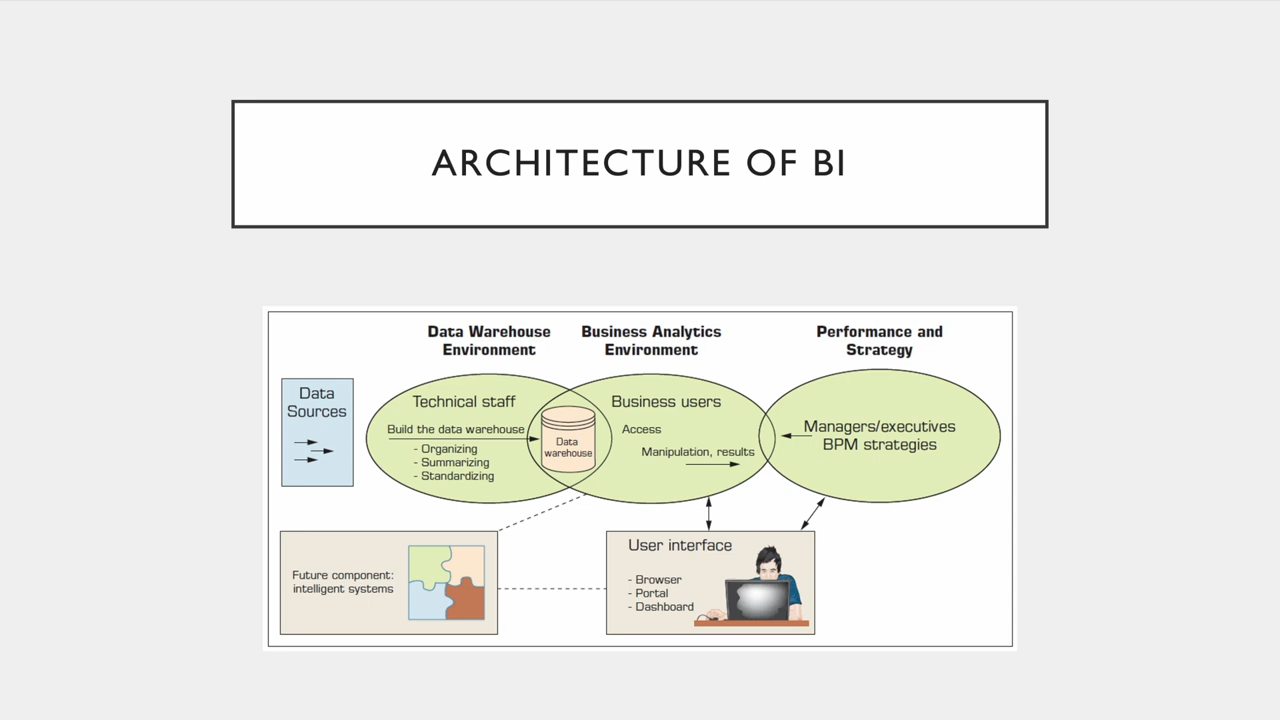 ARCHITECTURE OF BI
Data Warehouse
Environment
Business Analytics
Environment
Performance and
Strategy
Data
Sources
Technical staff
Build the data warehouse
- Organizing
- Summarizing
- Standardizing
Data
warehouse
Business users
Access
Manipulation, results
Managers/executives
BPM strategies
Future component:
intelligent systems
User interface
- Browser
- Portal
- Dashboard